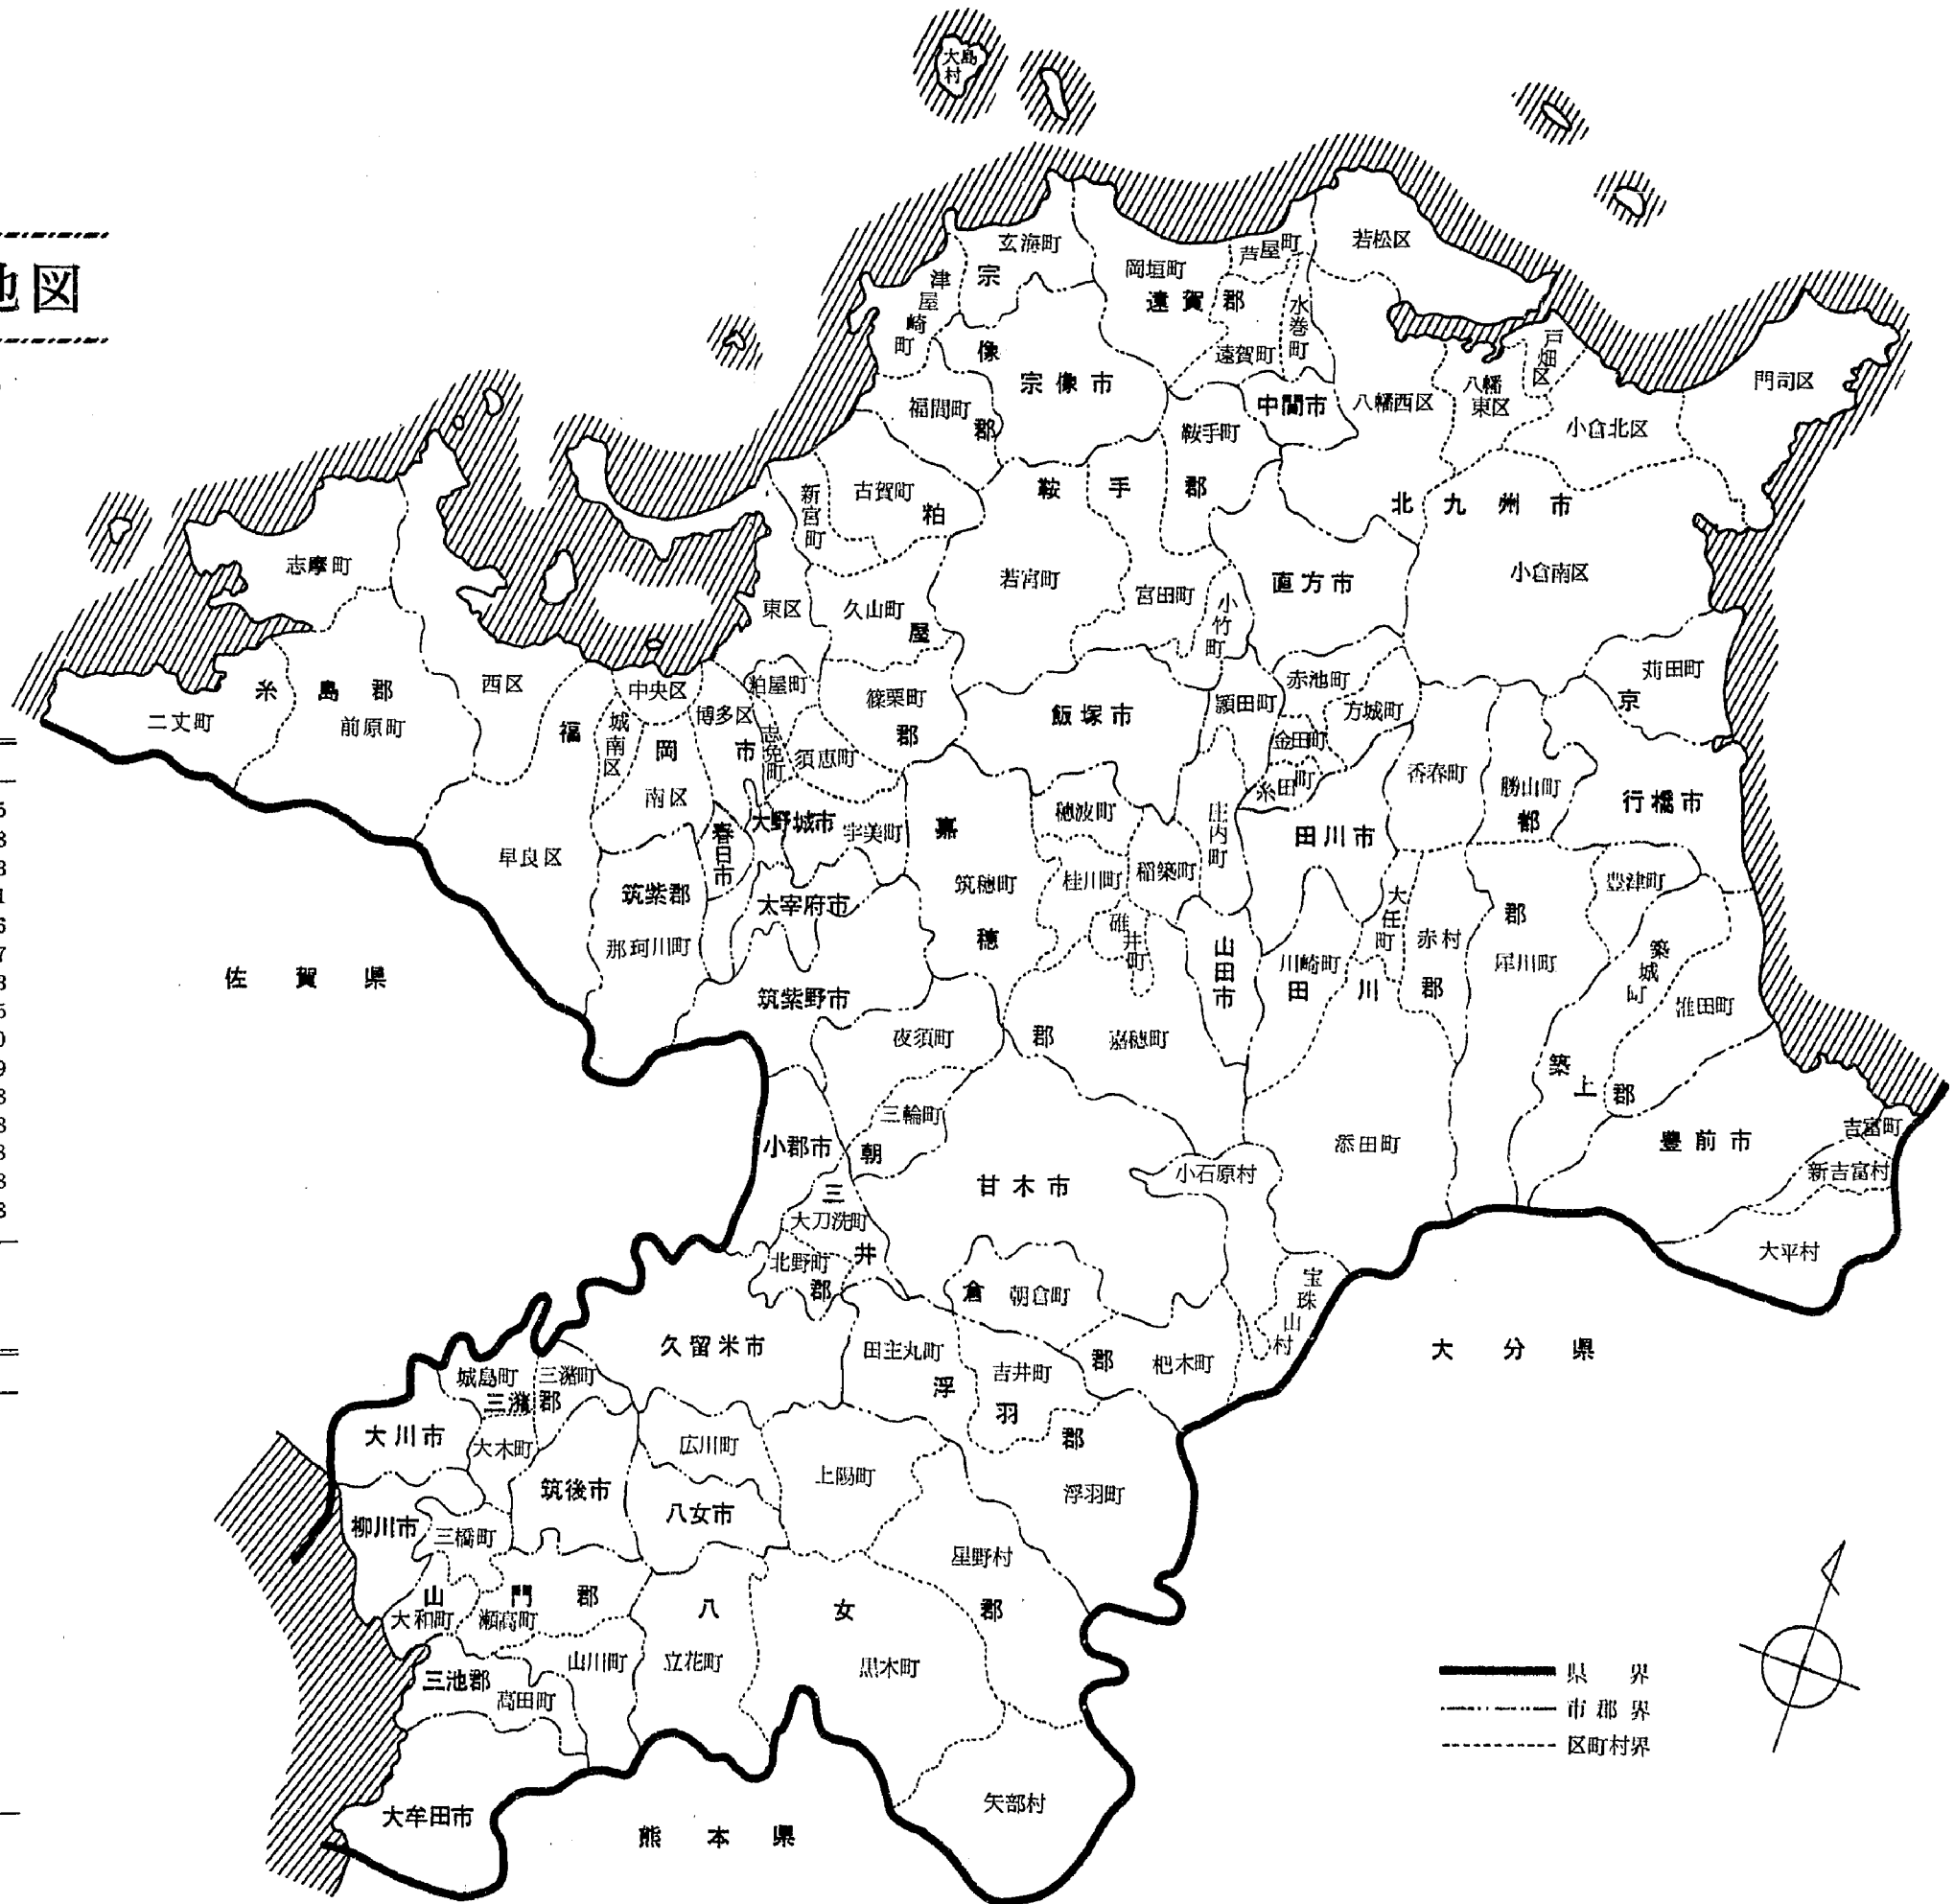 地図
大島村
玄海町
岡垣町
芦屋町
若松区
津屋崎町
宗像郡
遠賀郡
遠賀町
水巻町
戸畑区
門司区
宗像市
福間町
中間市
八幡西区
八幡東区
小倉北区
鞍手町
鞍手郡
北九州市
新宮町
古賀町
粕屋郡
志摩町
若宮町
宮田町
小竹町
直方市
小倉南区
東区
久山町
苅田町
糸島郡
二丈町
前原町
西区
福岡市
中央区
城南区
博多区
粕屋町
志免町
須恵町
篠栗町
飯塚市
頴田町
赤池町
方城町
金田町
糸田町
香春町
勝山町
京都郡
行橋市
南区
早良区
春日市
大野城市
宇美町
嘉穂郡
穂波町
庄内町
田川市
筑紫郡
那珂川町
太宰府市
筑穂町
桂川町
稲築町
碓井町
山田市
川崎町
大任町
赤村
田川郡
犀川町
豊津町
築城町
椎田町
佐賀県
筑紫野市
夜須町
嘉穂町
築上郡
三輪町
小郡市
朝倉郡
甘木市
小石原村
添田町
豊前市
吉富町
新吉富村
大平村
三井郡
大刀洗町
北野町
朝倉町
宝珠山村
杷木町
大分県
久留米市
田主丸町
吉井町
浮羽郡
浮羽町
城島町
三潴町
三潴郡
大川市
大木町
筑後市
広川町
上陽町
八女市
柳川市
三橋町
星野村
山門郡
大和町
瀬高町
八女郡
立花町
黒木町
山川町
三池郡
高田町
大牟田市
矢部村
熊本県
県界
市郡界
区町村界
5
8
3
1
6
7
3
5
0
9
8
8
3
8
8